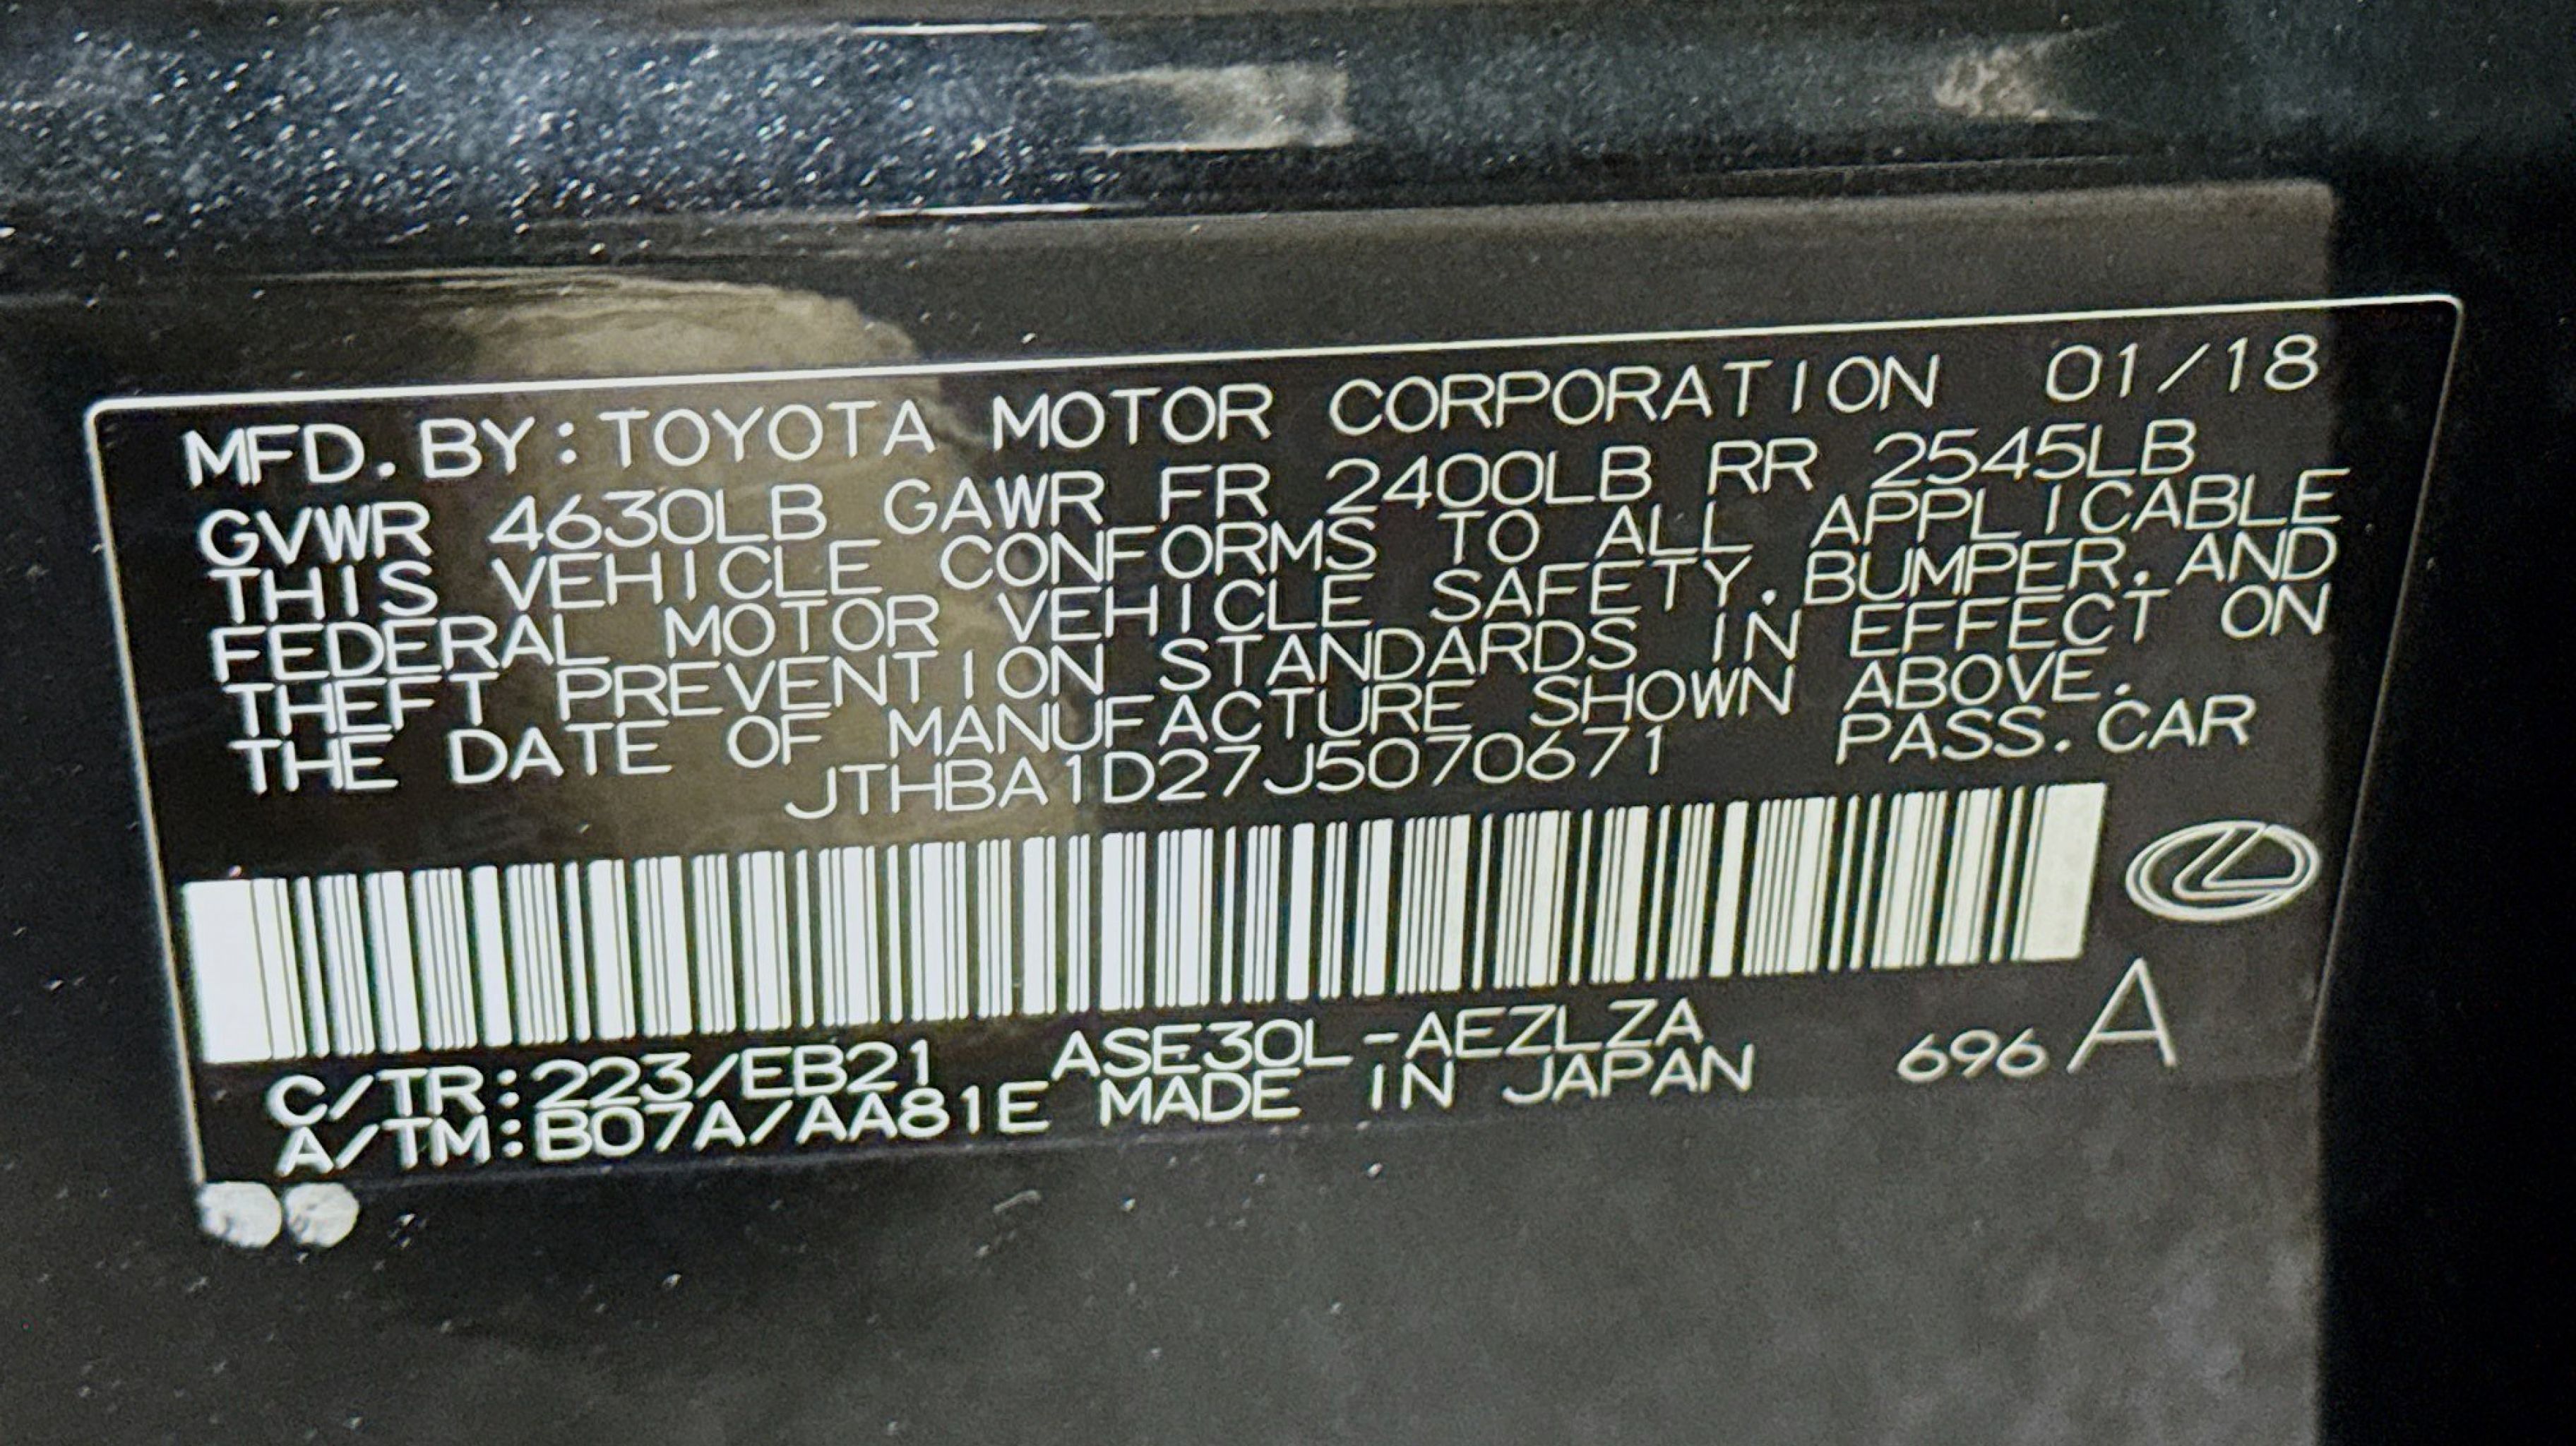 MFD. BY: TOYOTA MOTOR CORPORATION 01/18
GVWR 4630LB GAWR FR 2400LB RR 2545LB
THIS VEHICLE CONFORMS TO ALL APPLICABLE
FEDERAL MOTOR VEHICLE SAFETY, BUMPER, AND
THEFT PREVENTION STANDARDS IN EFFECT ON
THE DATE OF MANUFACTURE SHOWN ABOVE.
JTHBA1D27J5070671 PASS. CAR
C/TR:223/EB21 ASE30L-AEZLZA
A/TM:B07A/AA81E MADE IN JAPAN 696 A